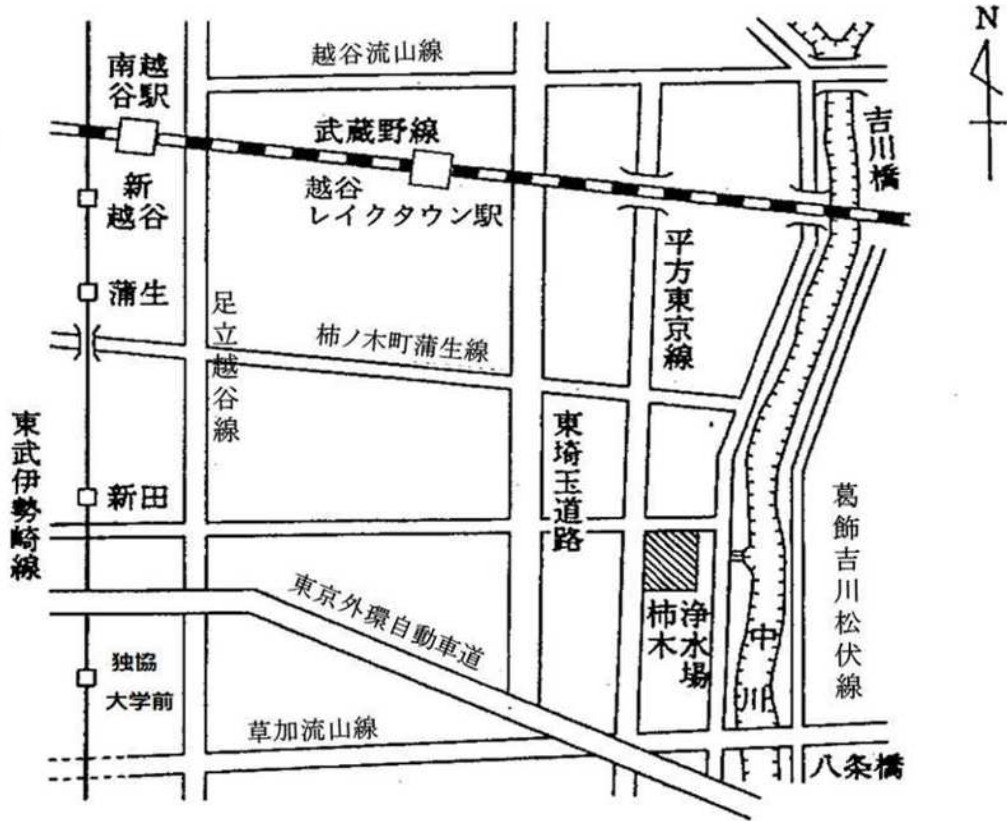 N
越谷流山線
南越
谷駅
武蔵野線
吉川橋
新
越谷
越谷
レイクタウン駅
平方東京線
蒲生
足立越谷線
柿ノ木町蒲生線
東武伊勢崎線
新田
東埼玉道路
葛飾吉川松伏線
東京外環自動車道
浄水場
柿木
中川
独協
大学前
草加流山線
八条橋